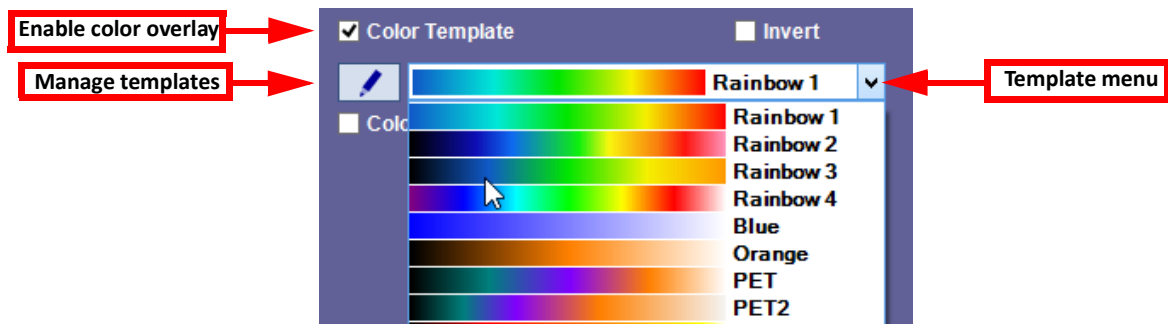 Enable color overlay
Color Template
Invert
Manage templates
Rainbow 1
Template menu
Rainbow 1
Rainbow 2
Rainbow 3
Rainbow 4
Blue
Orange
PET
PET2